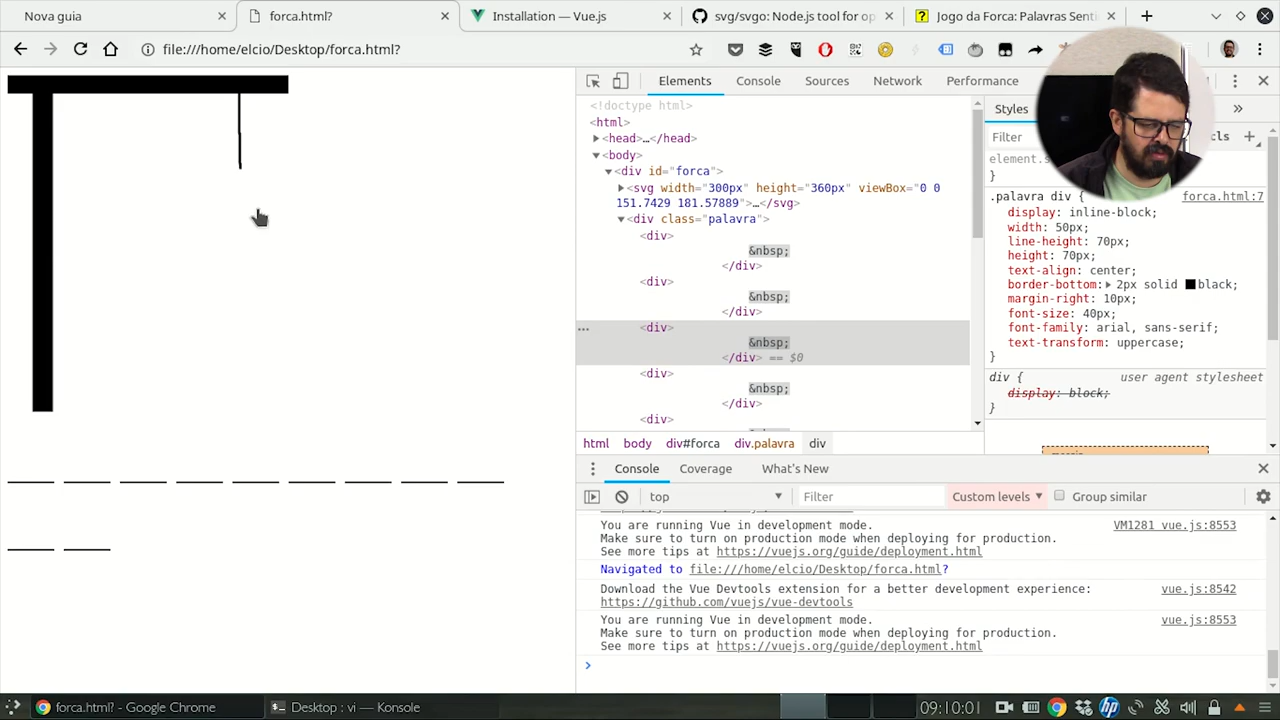 Nova guia
forca.html?
Installation — Vue.js
svg/svgo: Node.js tool for op
Jogo da Forca: Palavras Senti
file:///home/elcio/Desktop/forca.html?
Elements
Console
Sources
Network
Performance
<!doctype html>
<html>
<head>…</head>
<body>
<div id="forca">
<svg width="300px" height="360px" viewBox="0 0
151.7429 181.57889">…</svg>
<div class="palavra">
<div>
&nbsp;
</div>
<div>
&nbsp;
</div>
… <div>
&nbsp;
</div> == $0
<div>
&nbsp;
</div>
<div>
html body div#forca div.palavra div
Styles
Filter
cls
element.s
}
.palavra div { forca.html:7
display: inline-block;
width: 50px;
line-height: 70px;
height: 70px;
text-align: center;
border-bottom: 2px solid black;
margin-right: 10px;
font-size: 40px;
font-family: arial, sans-serif;
text-transform: uppercase;
}
div { user agent stylesheet
display: block;
}
Console
Coverage
What's New
top
Filter
Custom levels
Group similar
You are running Vue in development mode. VM1281 vue.js:8553
Make sure to turn on production mode when deploying for production.
See more tips at https://vuejs.org/guide/deployment.html
Navigated to file:///home/elcio/Desktop/forca.html?
Download the Vue Devtools extension for a better development experience: vue.js:8542
https://github.com/vuejs/vue-devtools
You are running Vue in development mode. vue.js:8553
Make sure to turn on production mode when deploying for production.
See more tips at https://vuejs.org/guide/deployment.html
forca.html? - Google Chrome
Desktop : vi — Konsole
09:10:01